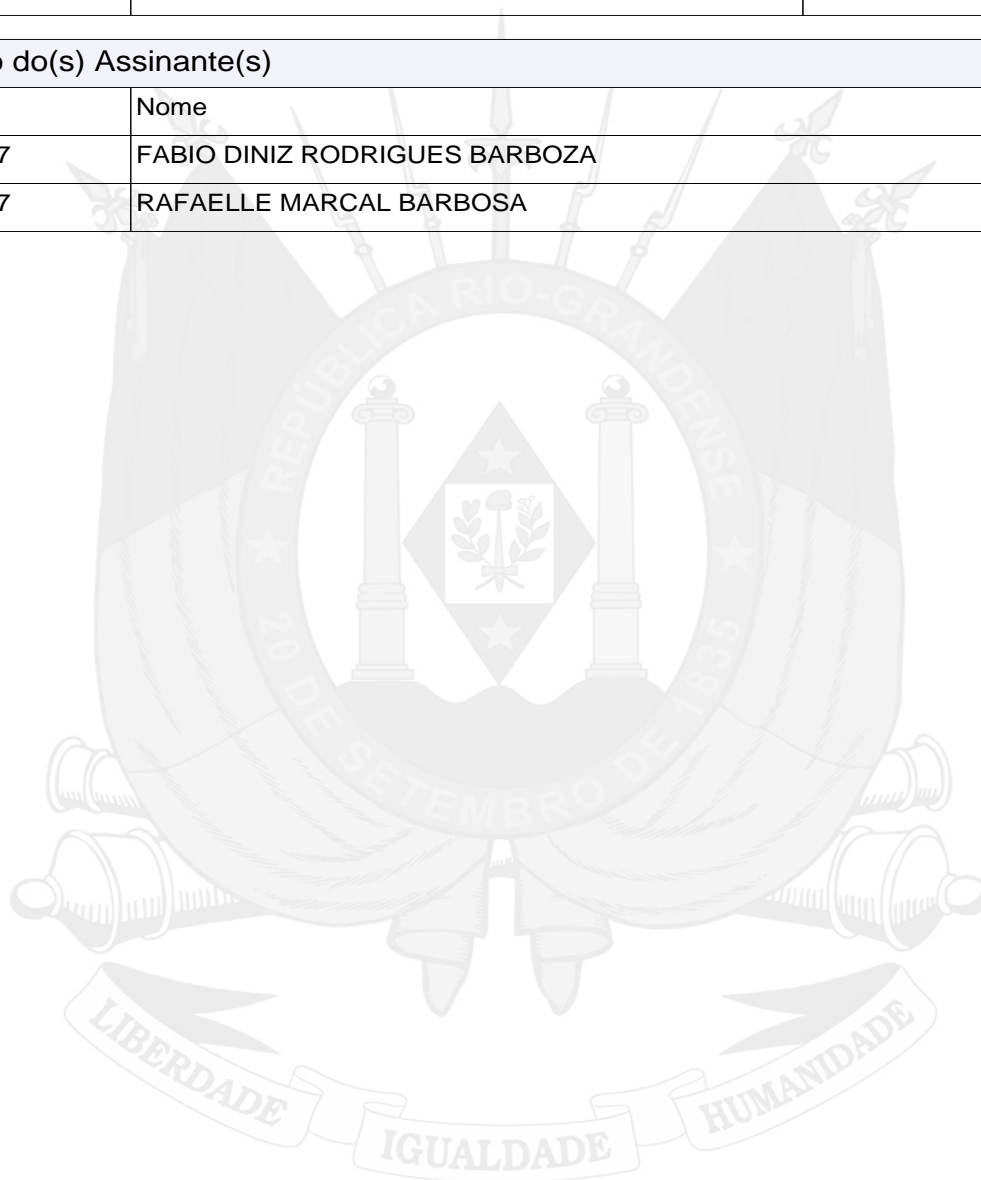 o do(s) Assinante(s)
Nome
7 FABIO DINIZ RODRIGUES BARBOZA
7 RAFAELLE MARCAL BARBOSA
REPÚBLICA RIO-GRANDENSE
20 DE SETEMBRO DE 1835
LIBERDADE IGUALDADE HUMANIDADE